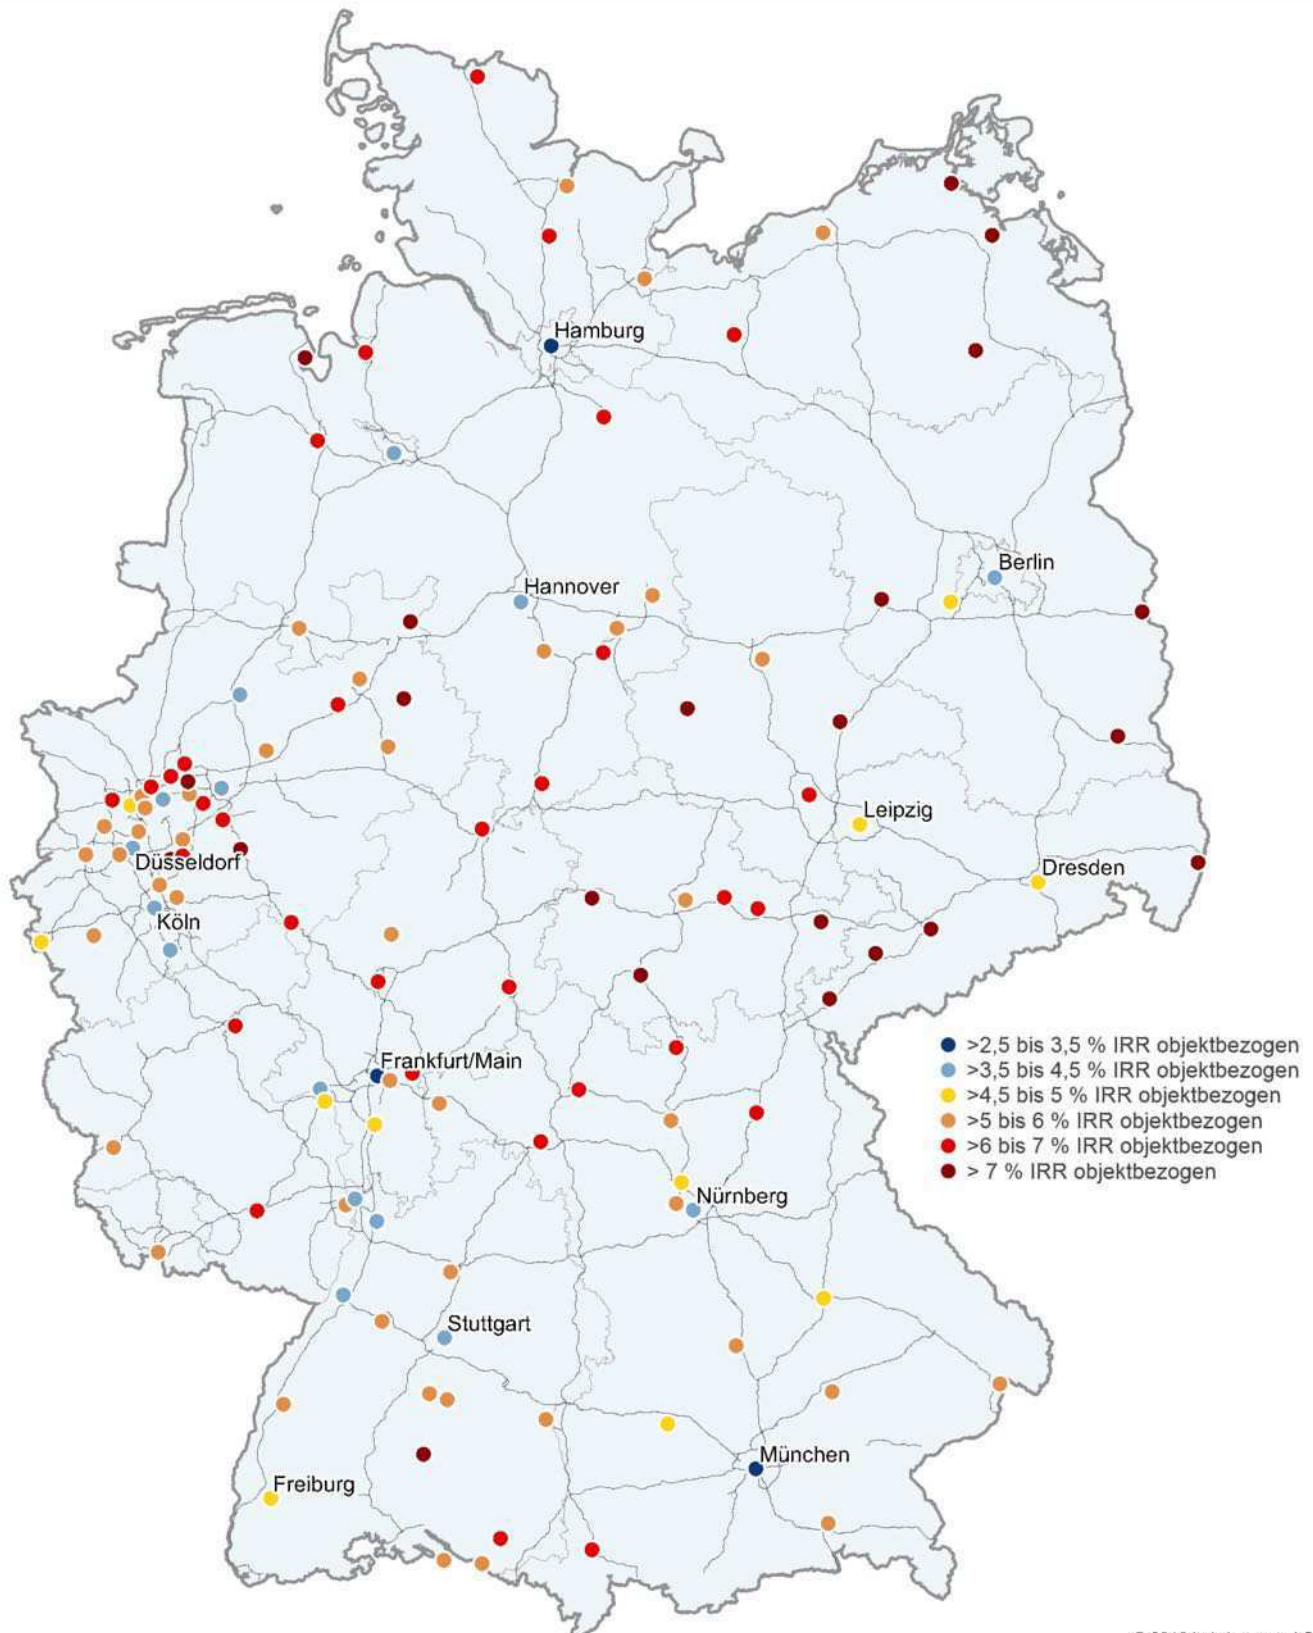 Hamburg
Berlin
Hannover
Leipzig
Düsseldorf
Dresden
Köln
Frankfurt/Main
>2,5 bis 3,5 % IRR objektbezogen
>3,5 bis 4,5 % IRR objektbezogen
>4,5 bis 5 % IRR objektbezogen
>5 bis 6 % IRR objektbezogen
>6 bis 7 % IRR objektbezogen
> 7 % IRR objektbezogen
Nürnberg
Stuttgart
München
Freiburg